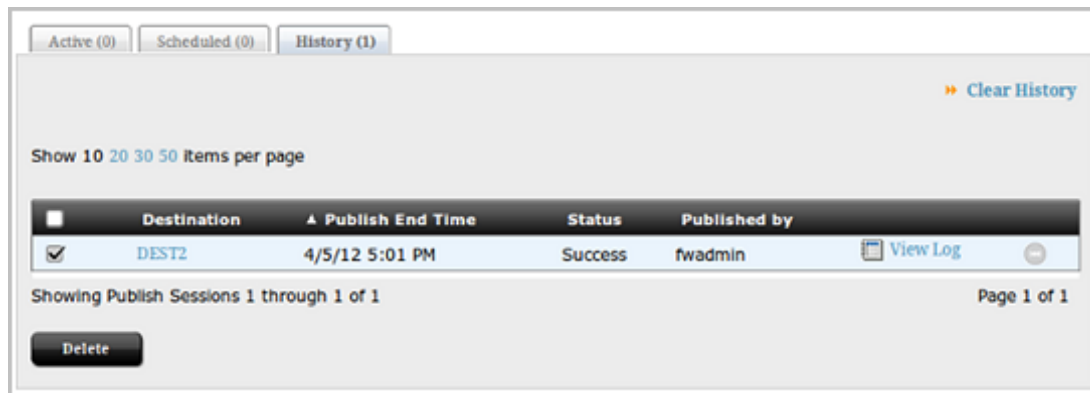 Active (0) Scheduled (0) History (1)
Clear History
Show 10 20 30 50 items per page
Destination ▲ Publish End Time Status Published by
DEST2 4/5/12 5:01 PM Success fwadmin View Log
Showing Publish Sessions 1 through 1 of 1 Page 1 of 1
Delete